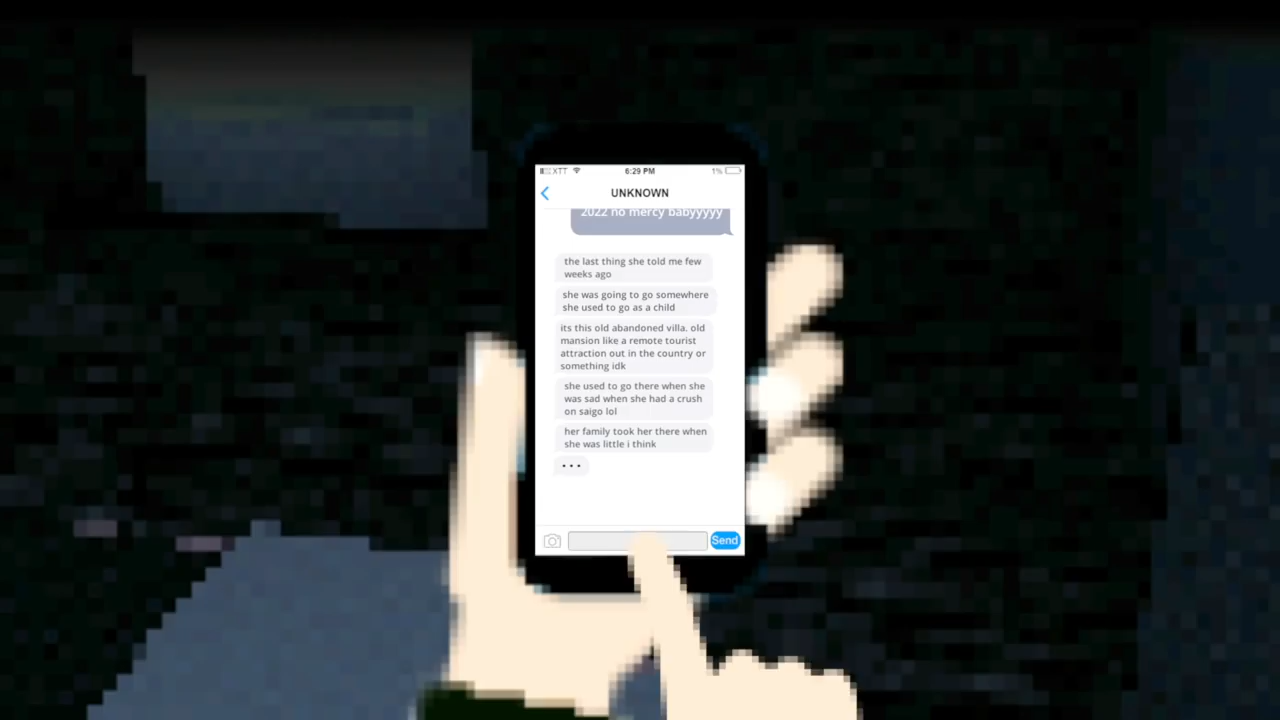 XTT 6:29 PM 1%
UNKNOWN
2022 no mercy babyyyyy
the last thing she told me few
weeks ago
she was going to go somewhere
she used to go as a child
its this old abandoned villa. old
mansion like a remote tourist
attraction out in the country or
something idk
she used to go there when she
was sad when she had a crush
on saigo lol
her family took her there when
she was little i think
...
Send